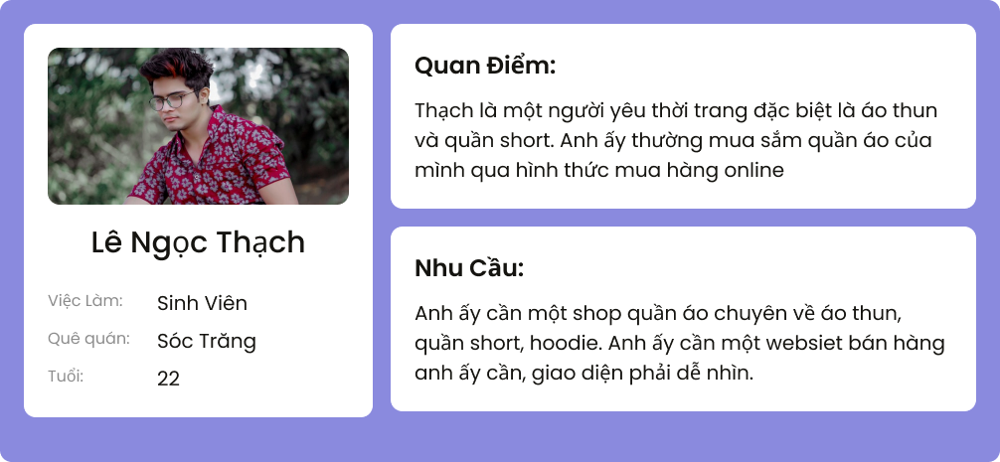 Lê Ngọc Thạch
Việc Làm: Sinh Viên
Quê quán: Sóc Trăng
Tuổi: 22
Quan Điểm:
Thạch là một người yêu thời trang đặc biệt là áo thun
và quần short. Anh ấy thường mua sắm quần áo của
mình qua hình thức mua hàng online
Nhu Cầu:
Anh ấy cần một shop quần áo chuyên về áo thun,
quần short, hoodie. Anh ấy cần một websiet bán hàng
anh ấy cần, giao diện phải dễ nhìn.